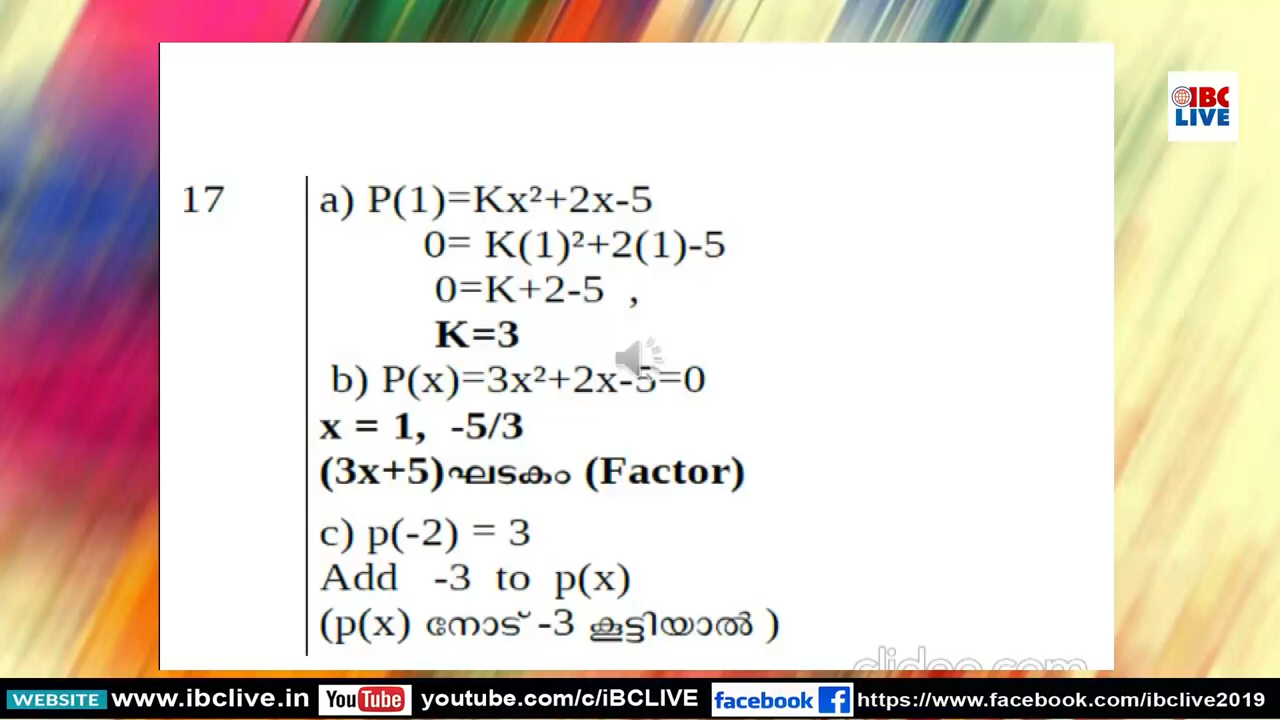 IBC
LIVE
17
a) P(1)=Kx²+2x-5
0= K(1)²+2(1)-5
0=K+2-5 ,
K=3
b) P(x)=3x²+2x-5=0
x = 1, -5/3
(3x+5)ഘടകം (Factor)
c) p(-2) = 3
Add -3 to p(x)
(p(x) നോട് -3 കൂട്ടിയാൽ )
clideo.com
WEBSITE www.ibclive.in YouTube youtube.com/c/iBCLIVE facebook f https://www.facebook.com/ibclive2019